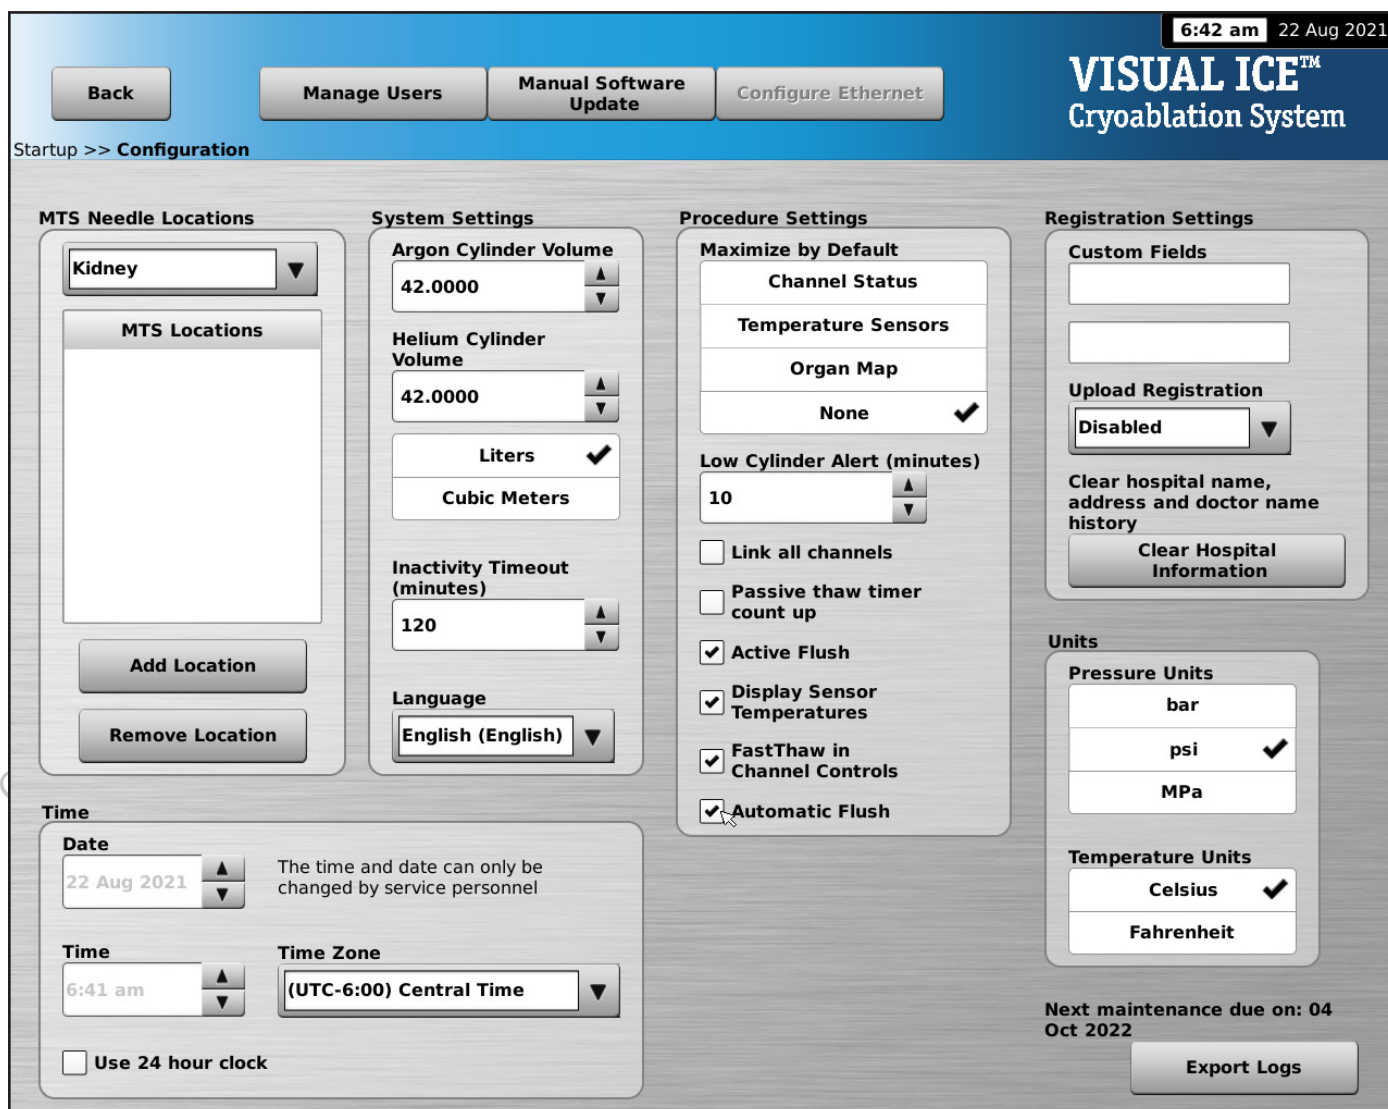 6:42 am 22 Aug 2021
VISUAL ICE™
Cryoablation System
Back
Manage Users
Manual Software
Update
Configure Ethernet
Startup >> Configuration
MTS Needle Locations
Kidney
MTS Locations
Add Location
Remove Location
System Settings
Argon Cylinder Volume
42.0000
Helium Cylinder
Volume
42.0000
Liters
Cubic Meters
Inactivity Timeout
(minutes)
120
Language
English (English)
Procedure Settings
Maximize by Default
Channel Status
Temperature Sensors
Organ Map
None
Low Cylinder Alert (minutes)
10
Link all channels
Passive thaw timer
count up
Active Flush
Display Sensor
Temperatures
FastThaw in
Channel Controls
Automatic Flush
Registration Settings
Custom Fields
Upload Registration
Disabled
Clear hospital name,
address and doctor name
history
Clear Hospital
Information
Units
Pressure Units
bar
psi
MPa
Temperature Units
Celsius
Fahrenheit
Time
Date
22 Aug 2021
The time and date can only be
changed by service personnel
Time
6:41 am
Time Zone
(UTC-6:00) Central Time
Use 24 hour clock
Next maintenance due on: 04
Oct 2022
Export Logs